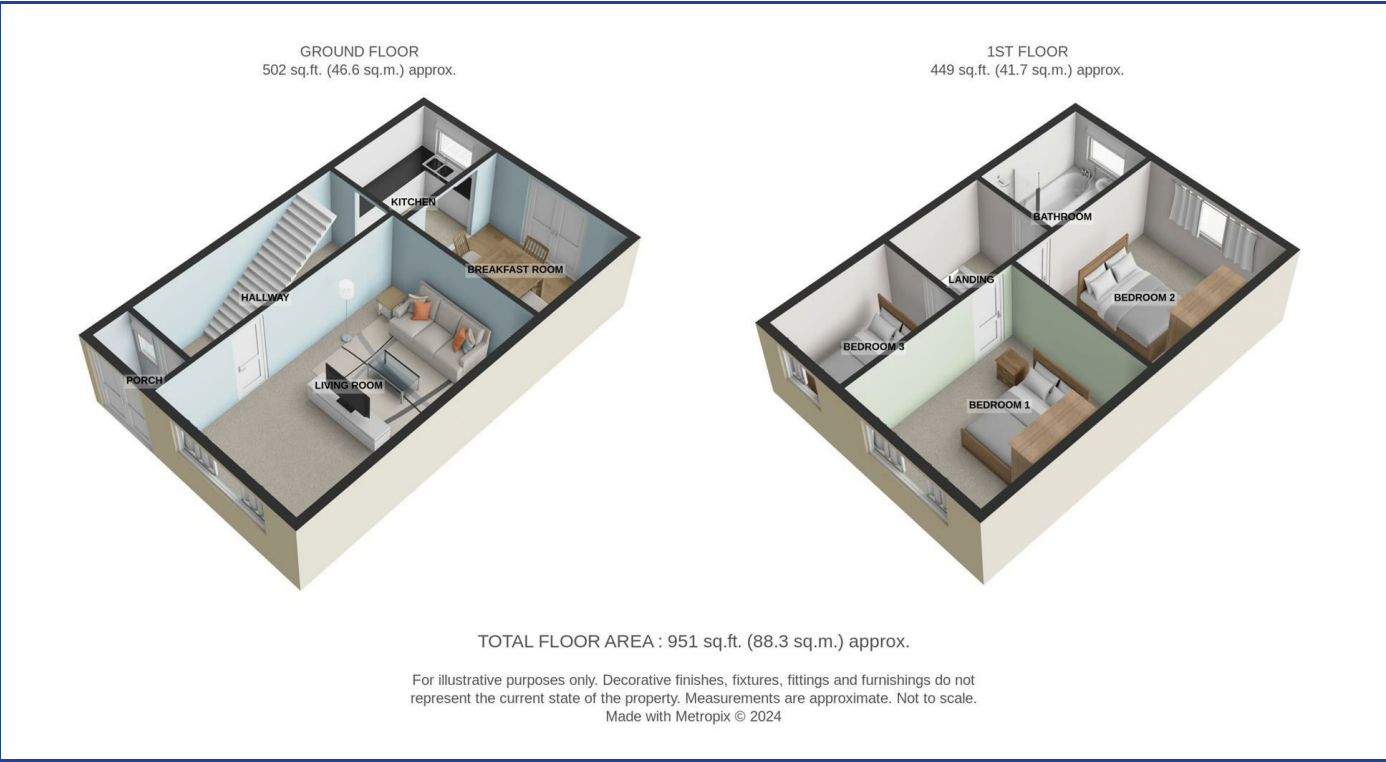 GROUND FLOOR
502 sq.ft. (46.6 sq.m.) approx.
KITCHEN
BREAKFAST ROOM
HALLWAY
PORCH
LIVING ROOM
1ST FLOOR
449 sq.ft. (41.7 sq.m.) approx.
BATHROOM
LANDING
BEDROOM 2
BEDROOM 3
BEDROOM 1
TOTAL FLOOR AREA : 951 sq.ft. (88.3 sq.m.) approx.
For illustrative purposes only. Decorative finishes, fixtures, fittings and furnishings do not
represent the current state of the property. Measurements are approximate. Not to scale.
Made with Metropix © 2024